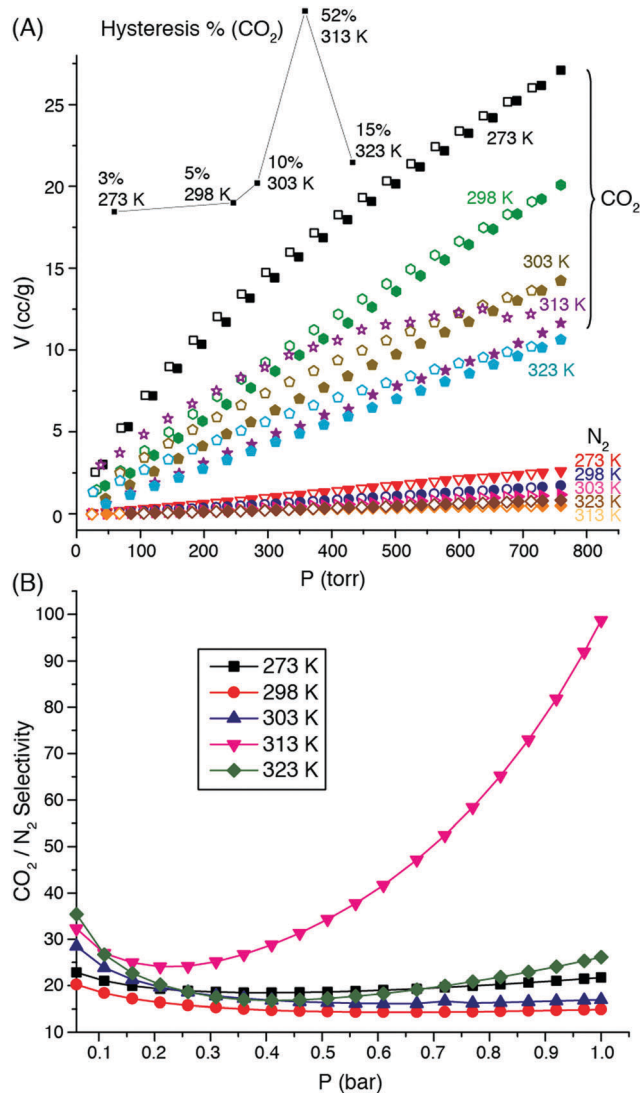 (A)
Hysteresis % (CO₂)
52%
313 K
15%
323 K
10%
303 K
5%
298 K
3%
273 K
273 K
298 K
303 K
313 K
323 K
CO₂
N₂
273 K
298 K
303 K
323 K
313 K
V (cc/g)
25
20
15
10
5
0
0 100 200 300 400 500 600 700 800
P (torr)
(B)
CO₂ / N₂ Selectivity
100
90
80
70
60
50
40
30
20
10
273 K
298 K
303 K
313 K
323 K
0.1 0.2 0.3 0.4 0.5 0.6 0.7 0.8 0.9 1.0
P (bar)